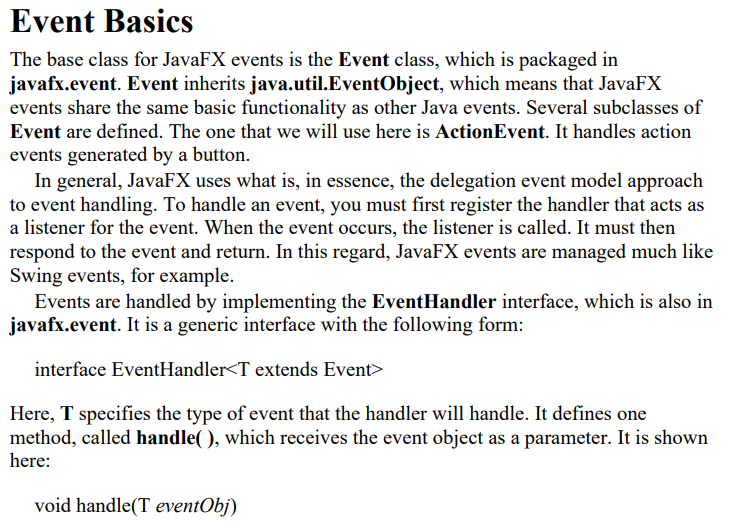 Event Basics
The base class for JavaFX events is the Event class, which is packaged in
javafx.event. Event inherits java.util.EventObject, which means that JavaFX
events share the same basic functionality as other Java events. Several subclasses of
Event are defined. The one that we will use here is ActionEvent. It handles action
events generated by a button.
In general, JavaFX uses what is, in essence, the delegation event model approach
to event handling. To handle an event, you must first register the handler that acts as
a listener for the event. When the event occurs, the listener is called. It must then
respond to the event and return. In this regard, JavaFX events are managed much like
Swing events, for example.
Events are handled by implementing the EventHandler interface, which is also in
javafx.event. It is a generic interface with the following form:
interface EventHandler<T extends Event>
Here, T specifies the type of event that the handler will handle. It defines one
method, called handle( ), which receives the event object as a parameter. It is shown
here:
void handle(T eventObj)